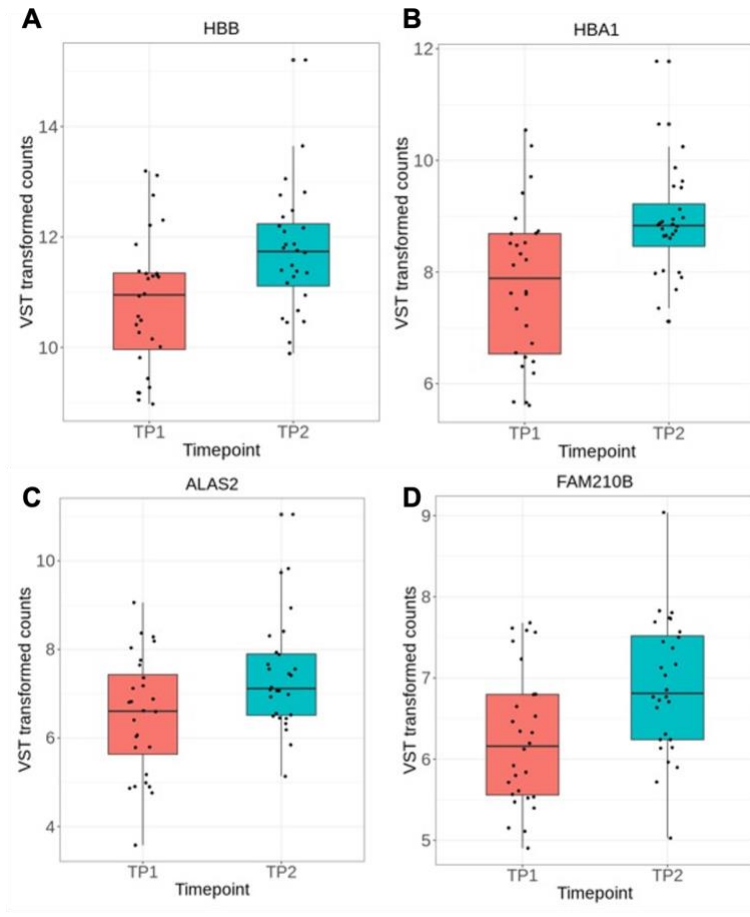 A
HBB
VST transformed counts
14
12
10
TP1 TP2
Timepoint
B
HBA1
VST transformed counts
12
10
8
6
TP1 TP2
Timepoint
C
ALAS2
VST transformed counts
10
8
6
4
TP1 TP2
Timepoint
D
FAM210B
VST transformed counts
9
8
7
6
5
TP1 TP2
Timepoint